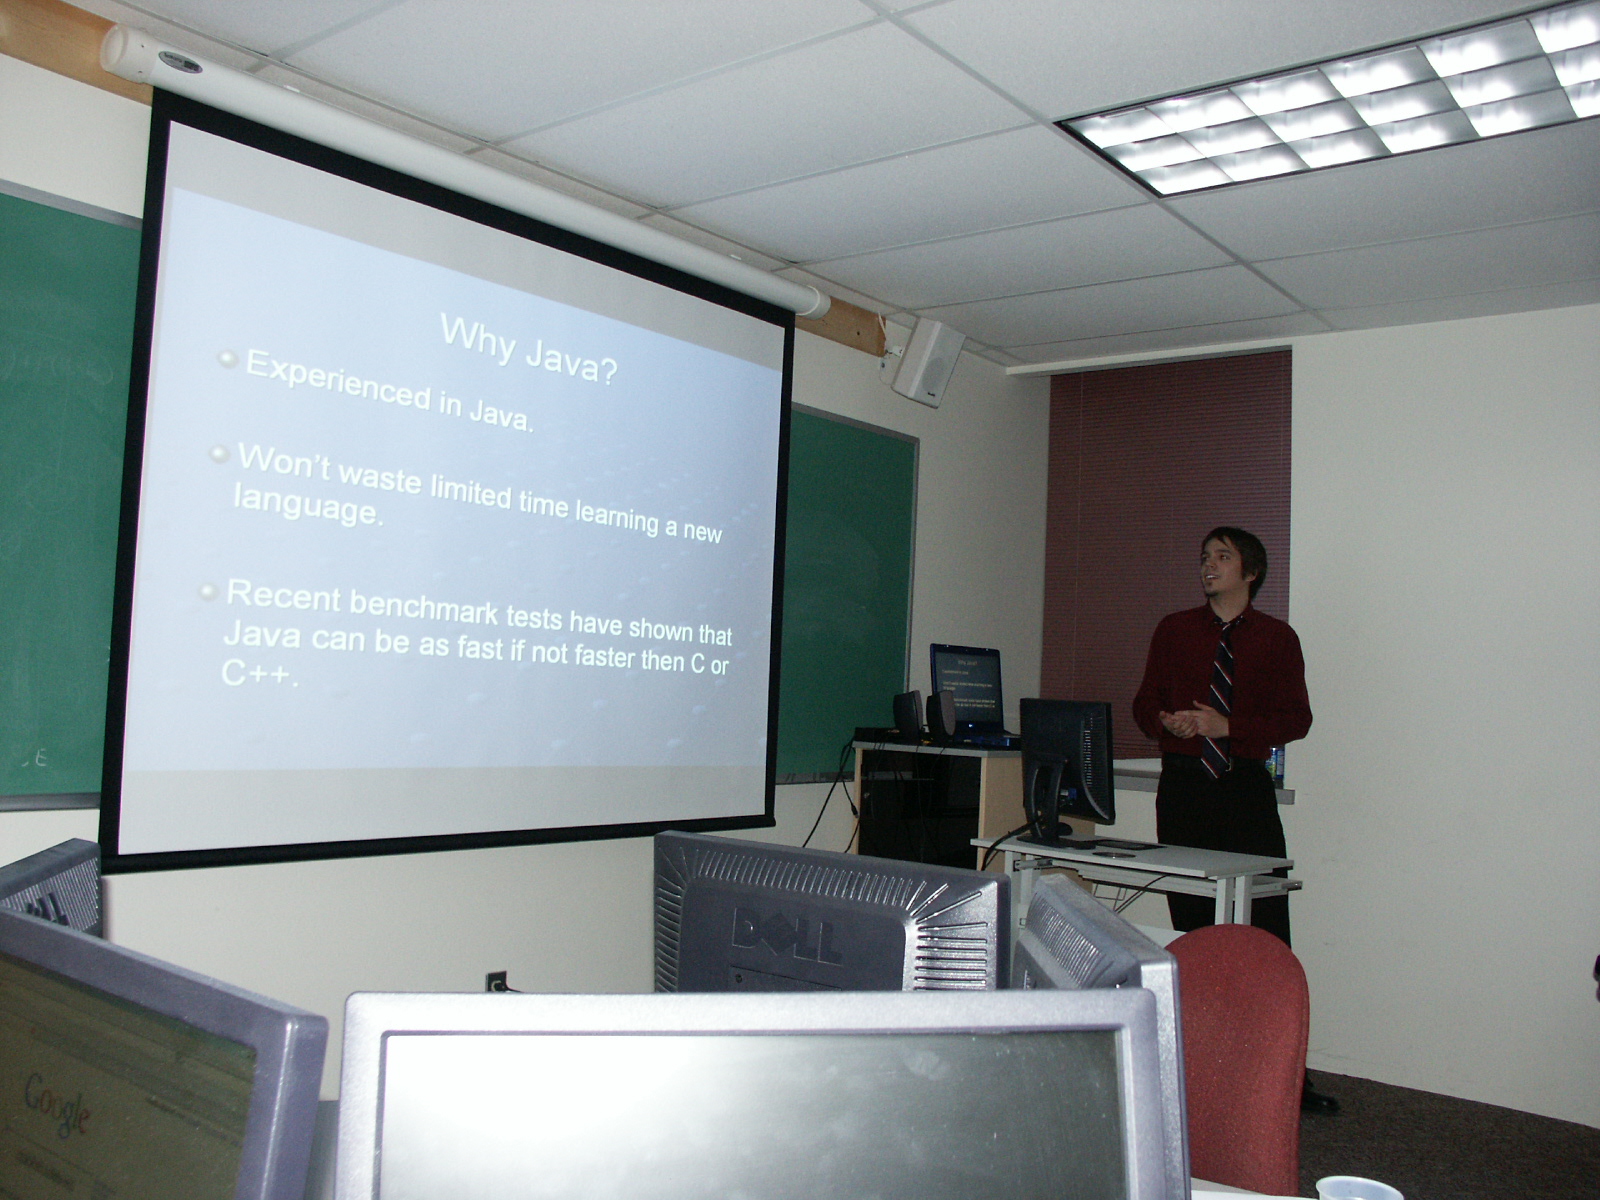 Why Java?
Experienced in Java.
Won't waste limited time learning a new
language.
Recent benchmark tests have shown that
Java can be as fast if not faster then C or
C++.
DELL
Google